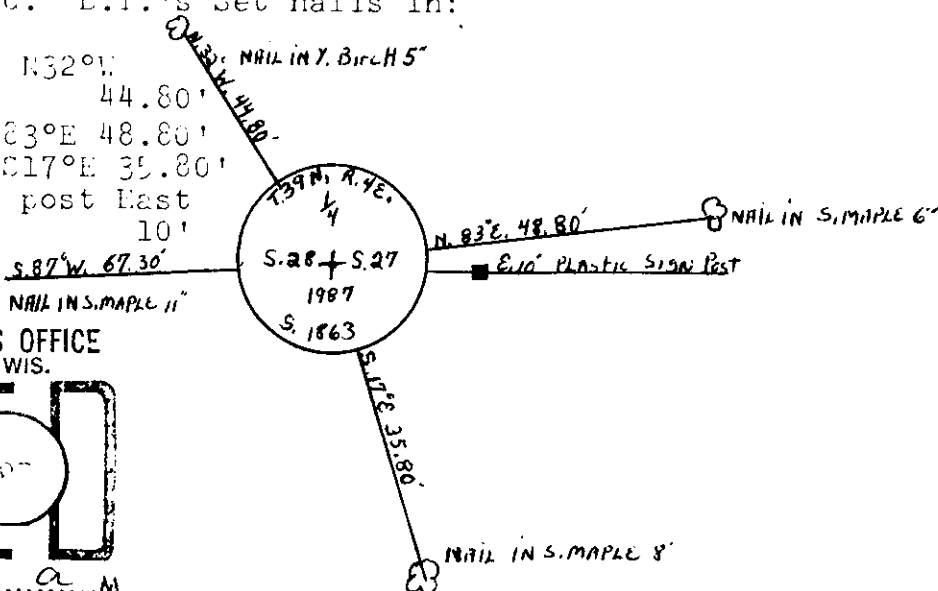 B.T.'s Set Nails in:
N32°W
44.80'
83°E 48.80'
S17°E 35.80'
post East
10'
N.32°W. 44.80'
NAIL IN Y. BircH 5"
T.39N, R.4E.
1/4
S.28 S.27
1987
S. 1863
N. 83°E. 48.80'
NAIL IN S. MAPLE 6"
E.10' PLASTIC SIGN POST
S.87°W. 67.30'
NAIL IN S.MAPLE 11"
S OFFICE
WIS.
S.17°E 35.80'
NAIL IN S.MAPLE 8"